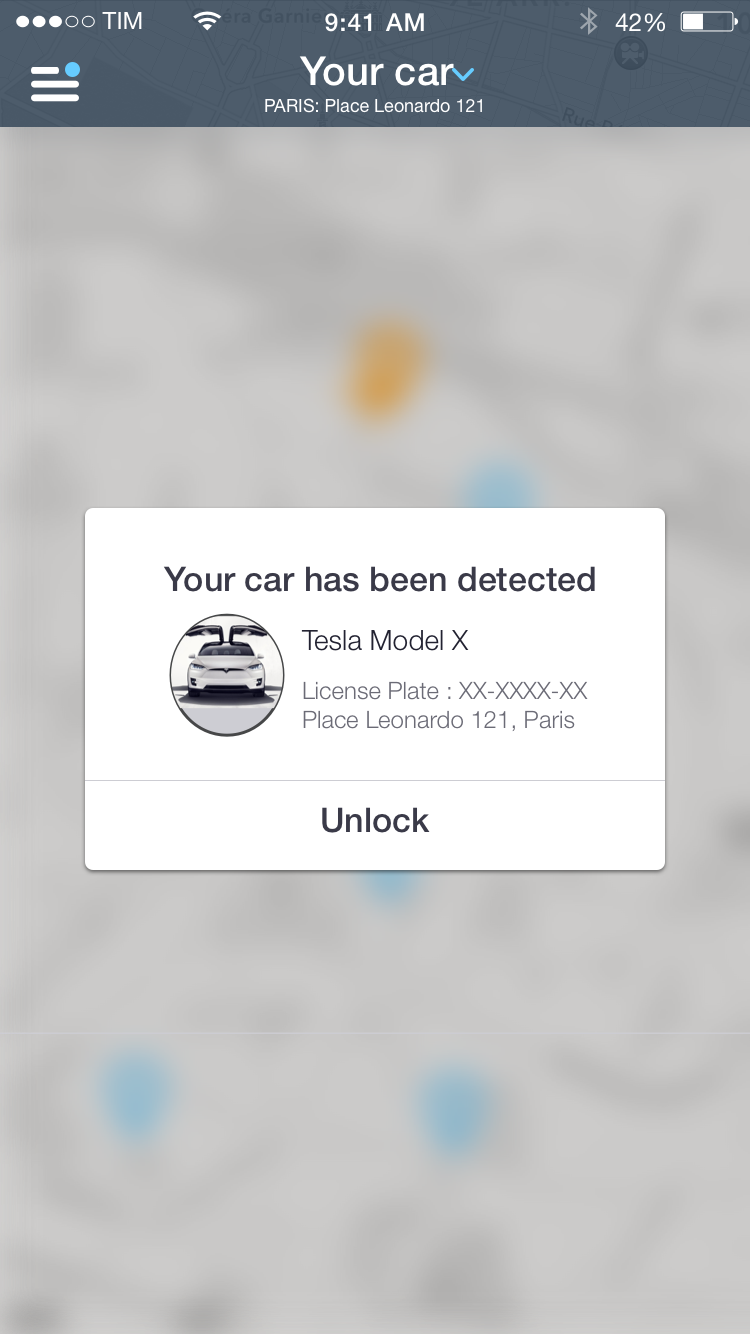 TIM 9:41 AM 42%
Your car
PARIS: Place Leonardo 121
Your car has been detected
Tesla Model X
License Plate : XX-XXXX-XX
Place Leonardo 121, Paris
Unlock